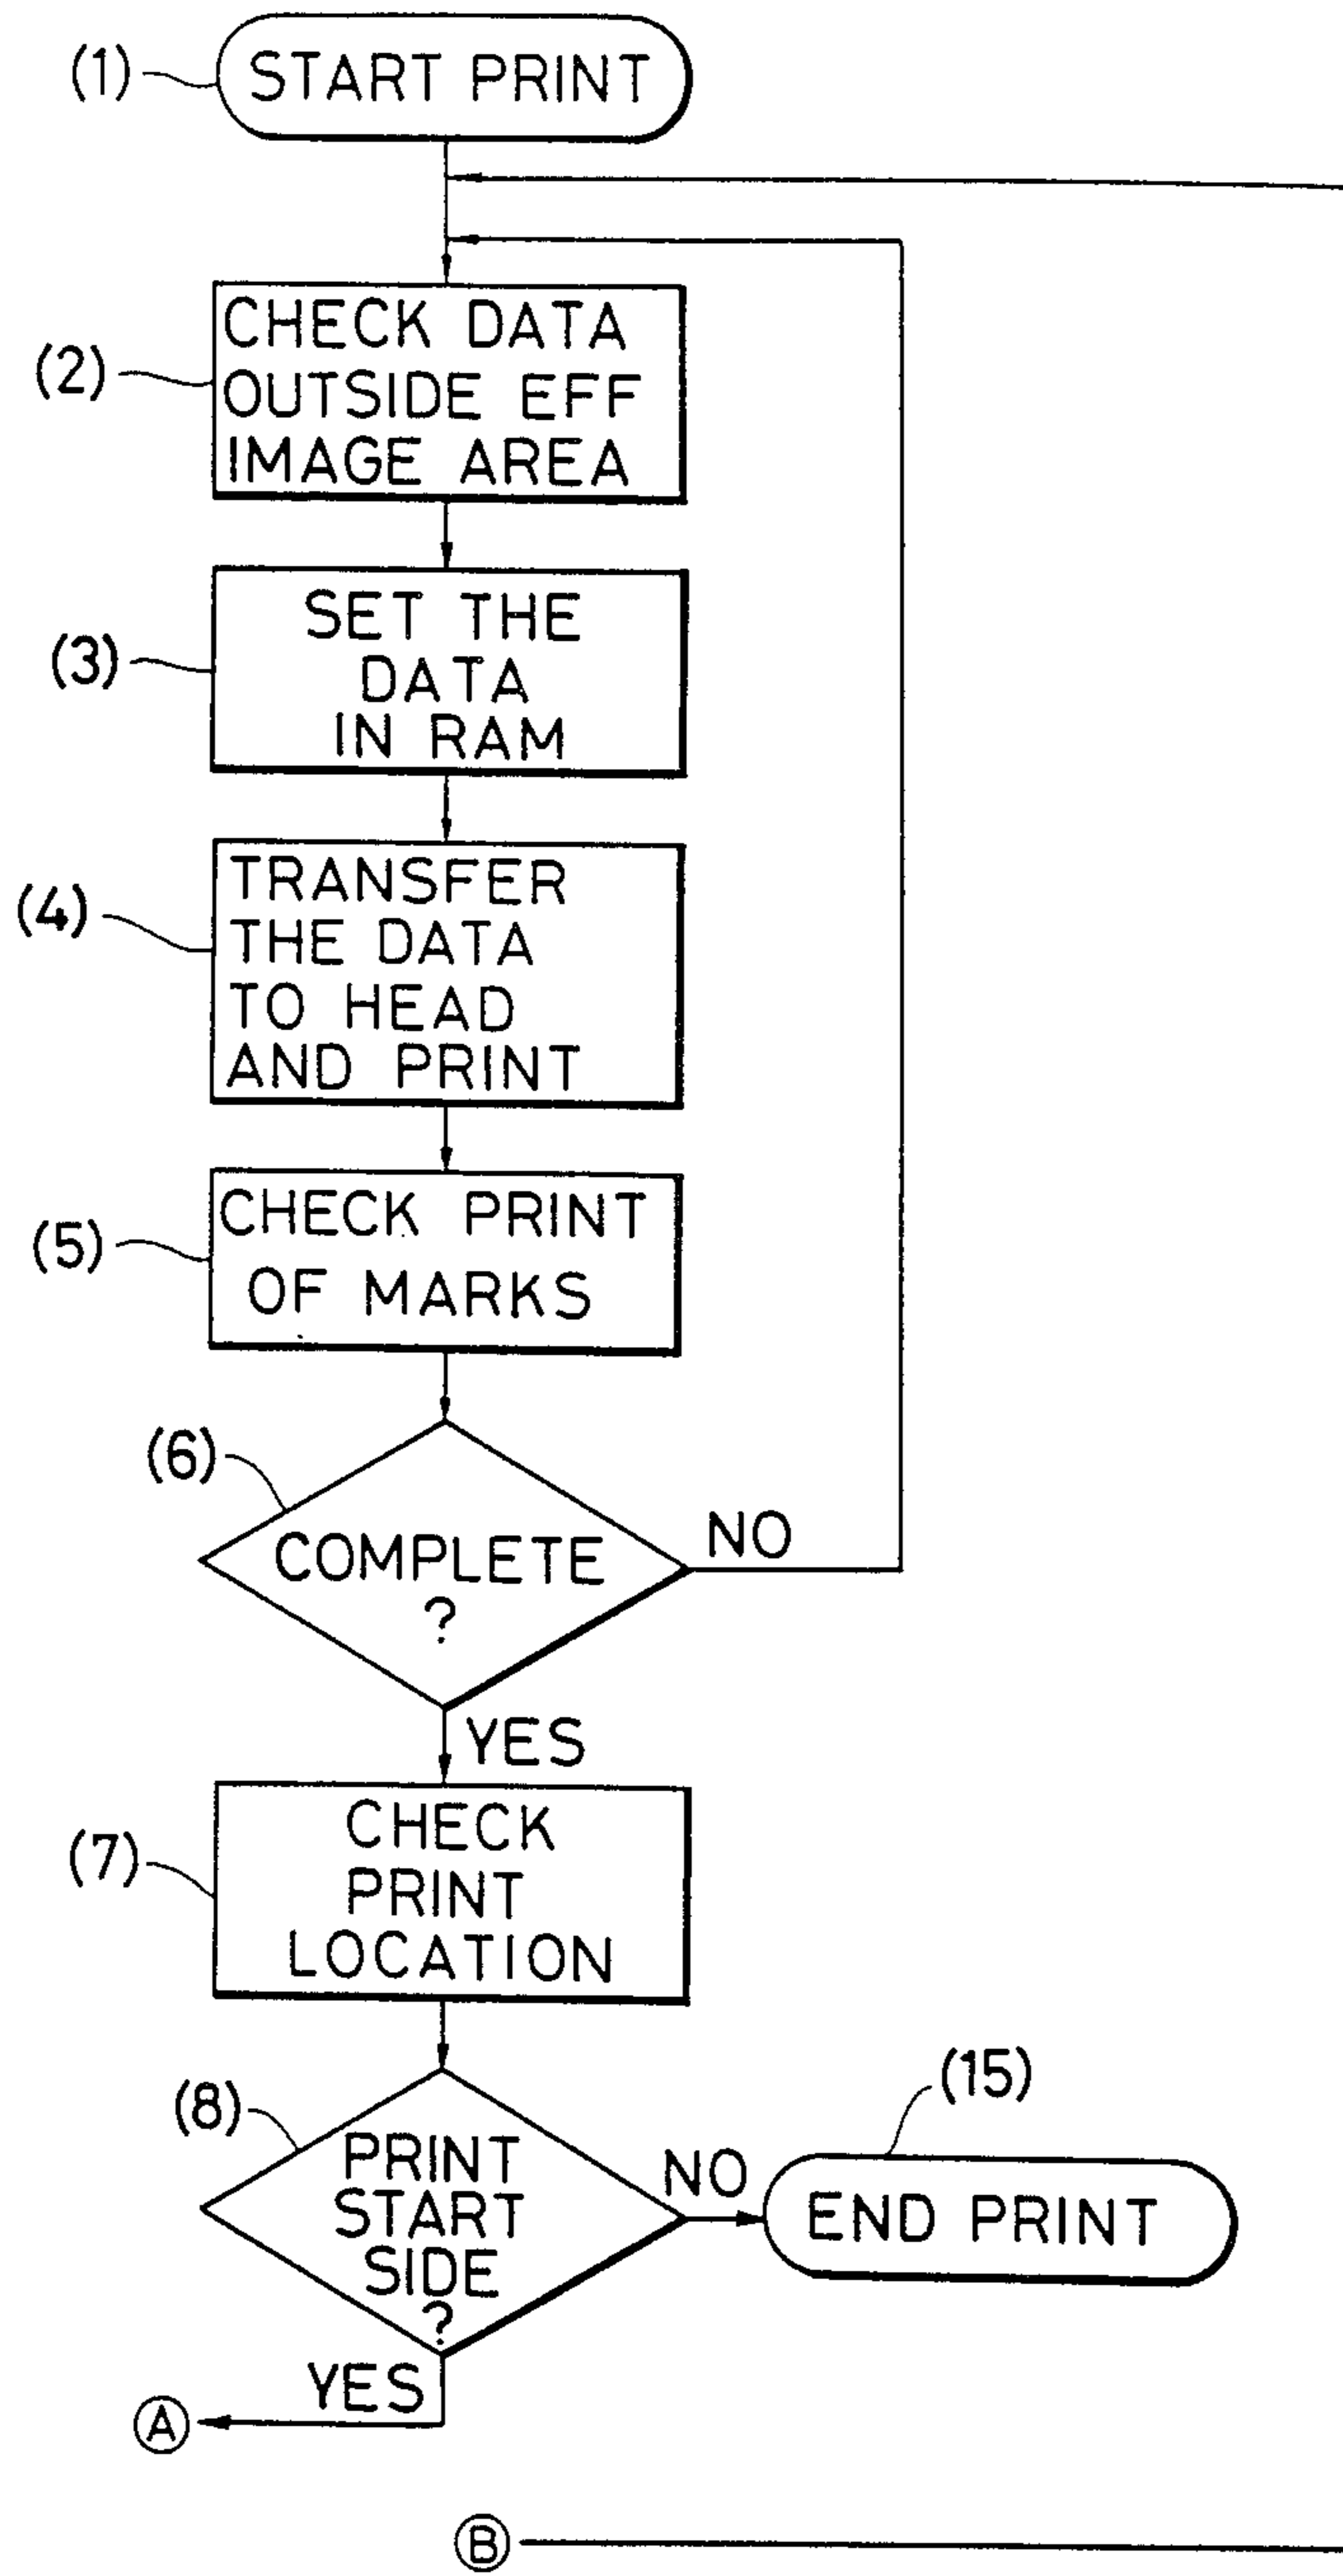 (1)
START PRINT
(2)
CHECK DATA
OUTSIDE EFF
IMAGE AREA
(3)
SET THE
DATA
IN RAM
(4)
TRANSFER
THE DATA
TO HEAD
AND PRINT
(5)
CHECK PRINT
OF MARKS
(6)
COMPLETE
?
NO
YES
(7)
CHECK
PRINT
LOCATION
(8)
PRINT
START
SIDE
?
NO
(15)
END PRINT
YES
A
B